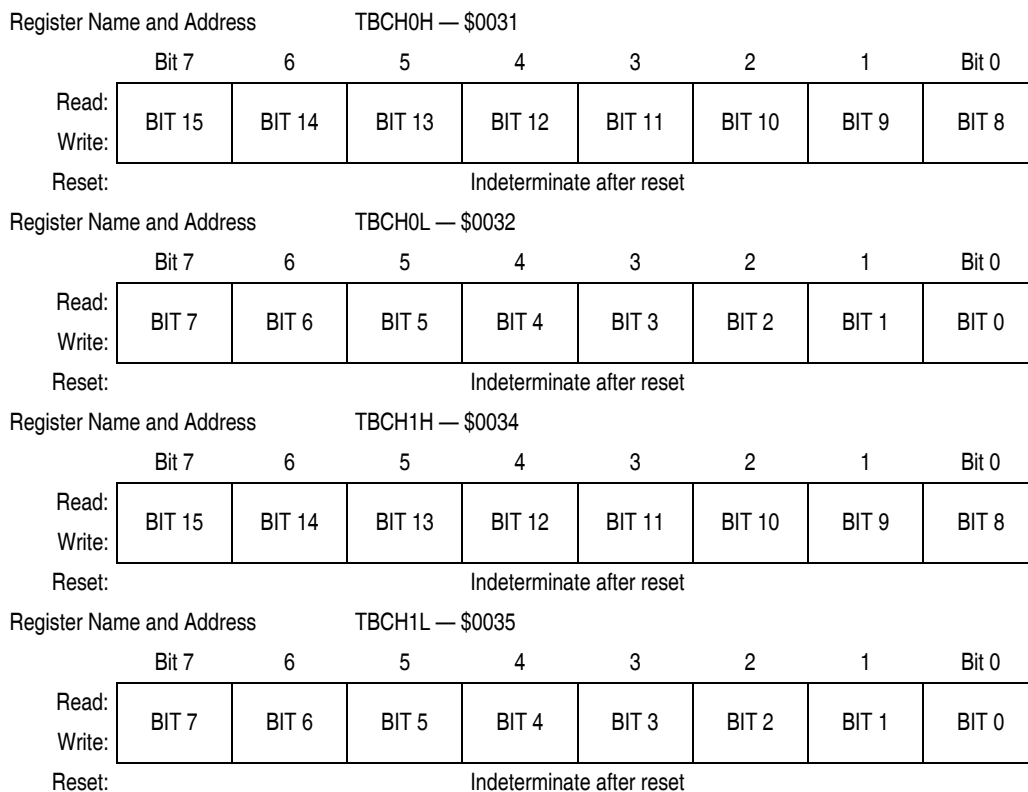 Register Name and Address TBCH0H — $0031
Bit 7 6 5 4 3 2 1 Bit 0
Read:
BIT 15 BIT 14 BIT 13 BIT 12 BIT 11 BIT 10 BIT 9 BIT 8
Write:
Reset: Indeterminate after reset
Register Name and Address TBCH0L — $0032
Bit 7 6 5 4 3 2 1 Bit 0
Read:
BIT 7 BIT 6 BIT 5 BIT 4 BIT 3 BIT 2 BIT 1 BIT 0
Write:
Reset: Indeterminate after reset
Register Name and Address TBCH1H — $0034
Bit 7 6 5 4 3 2 1 Bit 0
Read:
BIT 15 BIT 14 BIT 13 BIT 12 BIT 11 BIT 10 BIT 9 BIT 8
Write:
Reset: Indeterminate after reset
Register Name and Address TBCH1L — $0035
Bit 7 6 5 4 3 2 1 Bit 0
Read:
BIT 7 BIT 6 BIT 5 BIT 4 BIT 3 BIT 2 BIT 1 BIT 0
Write:
Reset: Indeterminate after reset